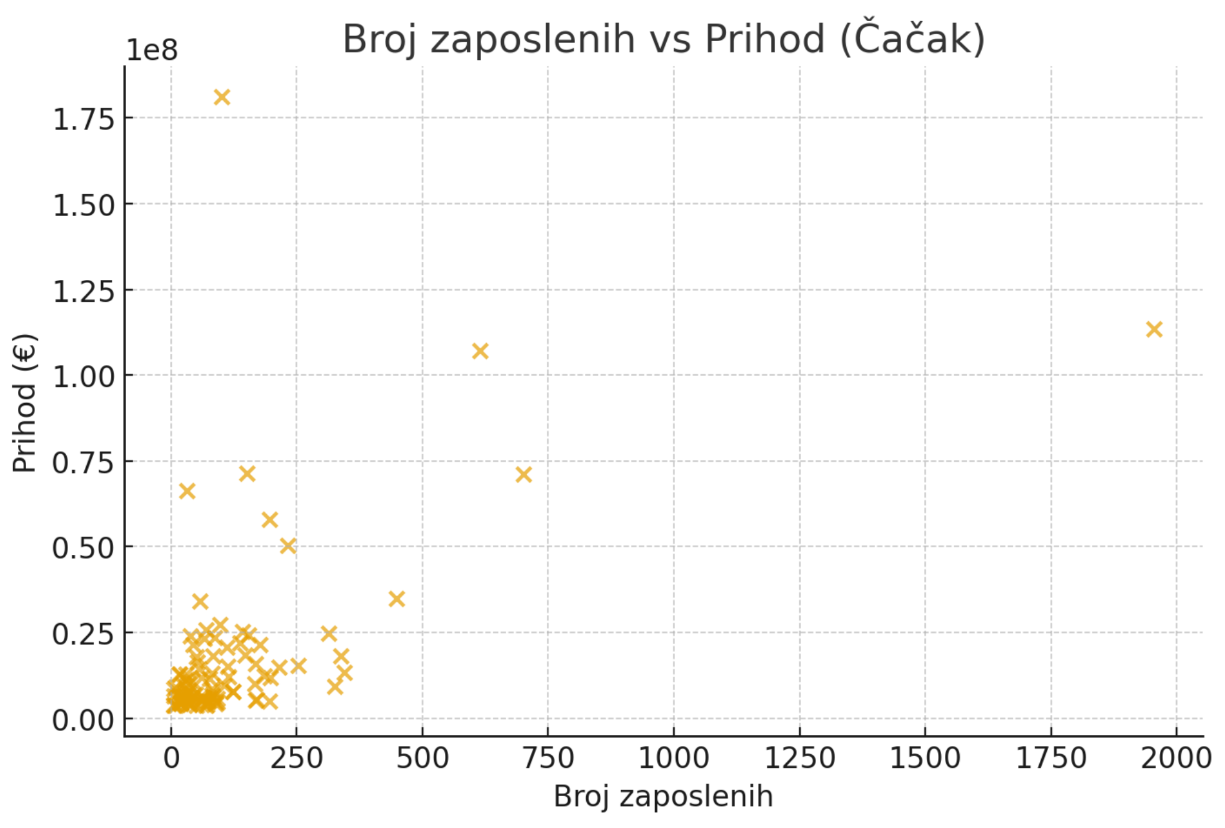 Broj zaposlenih vs Prihod (Čačak)
1e8
1.75
1.50
1.25
1.00
0.75
0.50
0.25
0.00
Prihod (€)
0 250 500 750 1000 1250 1500 1750 2000
Broj zaposlenih